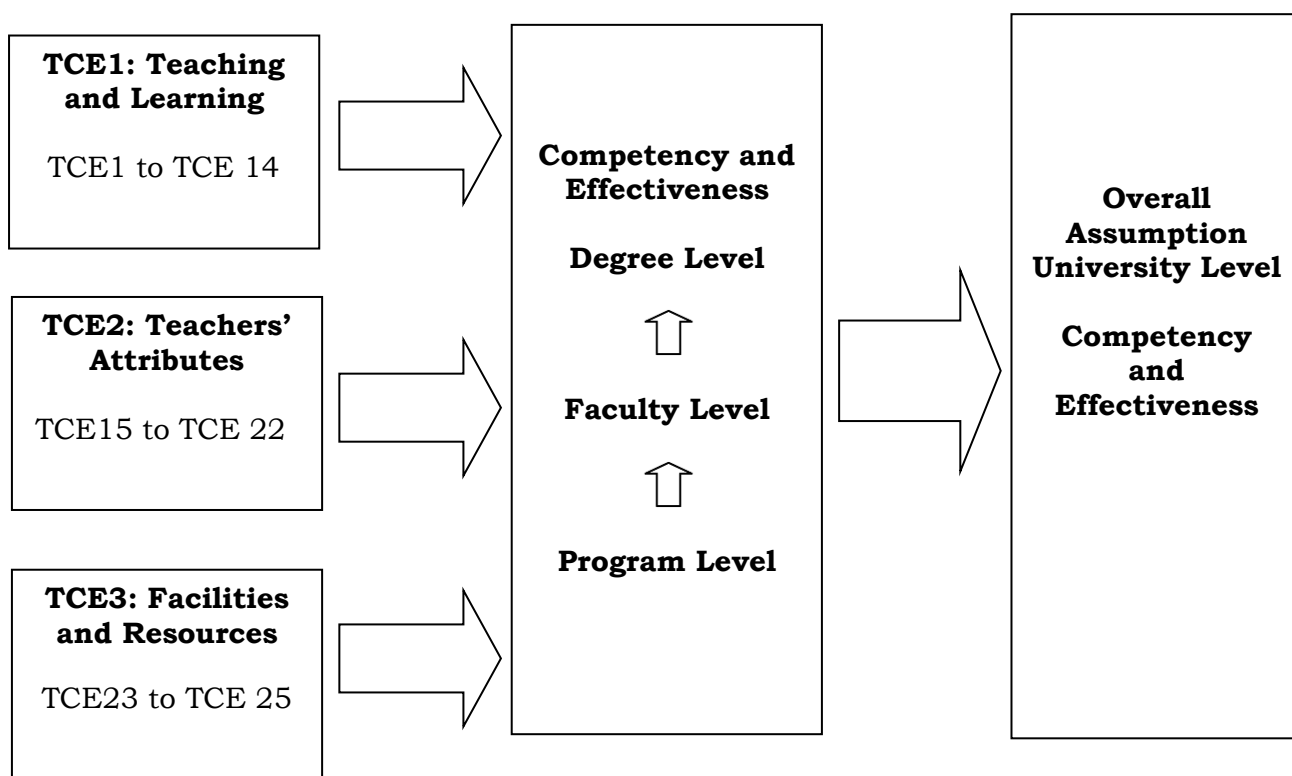 TCE1: Teaching
and Learning
TCE1 to TCE 14
TCE2: Teachers’
Attributes
TCE15 to TCE 22
TCE3: Facilities
and Resources
TCE23 to TCE 25
Competency and
Effectiveness
Degree Level
Faculty Level
Program Level
Overall
Assumption
University Level
Competency
and
Effectiveness